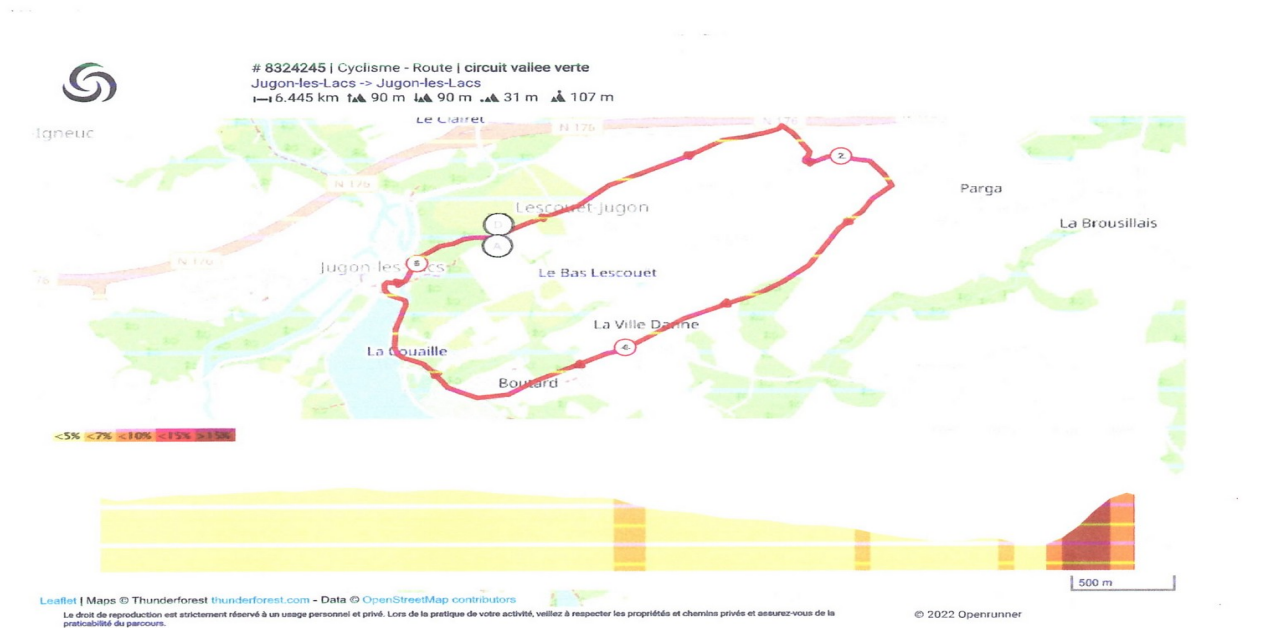 # 8324245 | Cyclisme - Route | circuit vallee verte
Jugon-les-Lacs -> Jugon-les-Lacs
6.445 km 90 m 90 m 31 m 107 m
Le Clairet
N 176
N 176
-Igneuc
2
N 176
Parga
Lescouet-Jugon
D
La Brousillais
A
N 176
Jugon-les-Lacs
Le Bas Lescouet
La Ville Danne
La Gouaille
Boutard
<5% <7% <10% <15% >15%
500 m
Leaflet | Maps © Thunderforest thunderforest.com - Data © OpenStreetMap contributors
Le droit de reproduction est strictement réservé à un usage personnel et privé. Lors de la pratique de votre activité, veillez à respecter les propriétés et chemins privés et assurez-vous de la
praticabilité du parcours.
© 2022 Openrunner